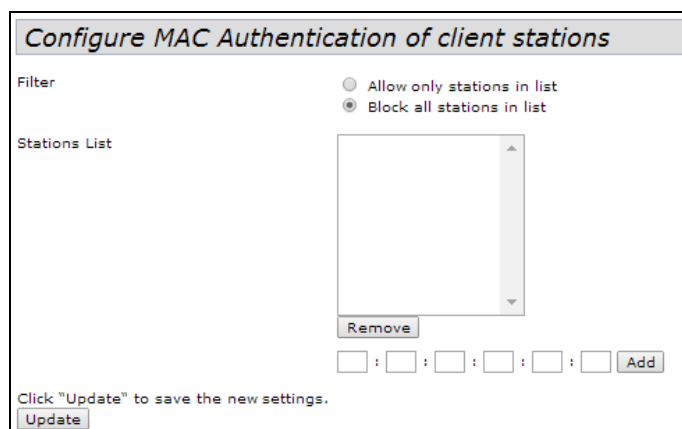 Configure MAC Authentication of client stations
Filter
Allow only stations in list
Block all stations in list
Stations List
Remove
: : : : : Add
Click "Update" to save the new settings.
Update